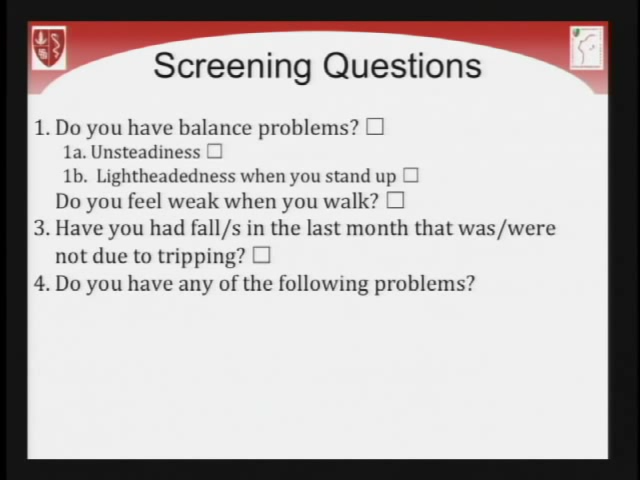 Screening Questions
1. Do you have balance problems? ☐
1a. Unsteadiness ☐
1b. Lightheadedness when you stand up ☐
Do you feel weak when you walk? ☐
3. Have you had fall/s in the last month that was/were
not due to tripping? ☐
4. Do you have any of the following problems?